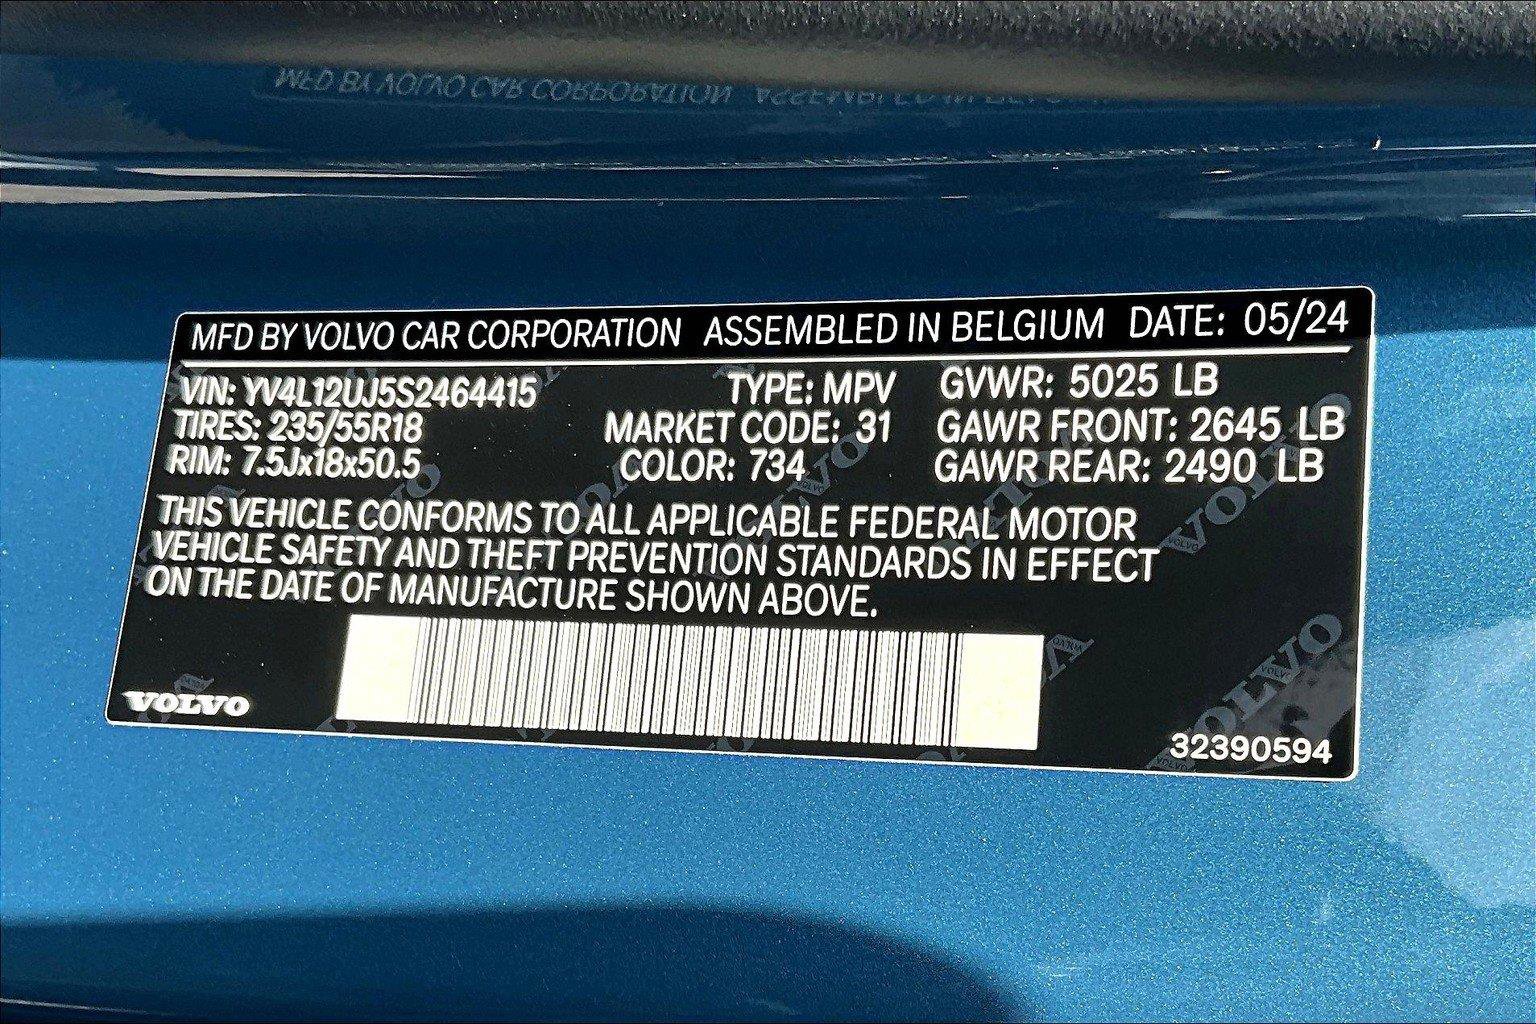 MFD BY VOLVO CAR CORPORATION ASSEMBLED IN BELGIUM DATE: 05/24
VIN: YV4L12UJ5S2464415 TYPE: MPV GVWR: 5025 LB
TIRES: 235/55R18 MARKET CODE: 31 GAWR FRONT: 2645 LB
RIM: 7.5Jx18x50.5 COLOR: 734 GAWR REAR: 2490 LB
THIS VEHICLE CONFORMS TO ALL APPLICABLE FEDERAL MOTOR
VEHICLE SAFETY AND THEFT PREVENTION STANDARDS IN EFFECT
ON THE DATE OF MANUFACTURE SHOWN ABOVE.
VOLVO
32390594